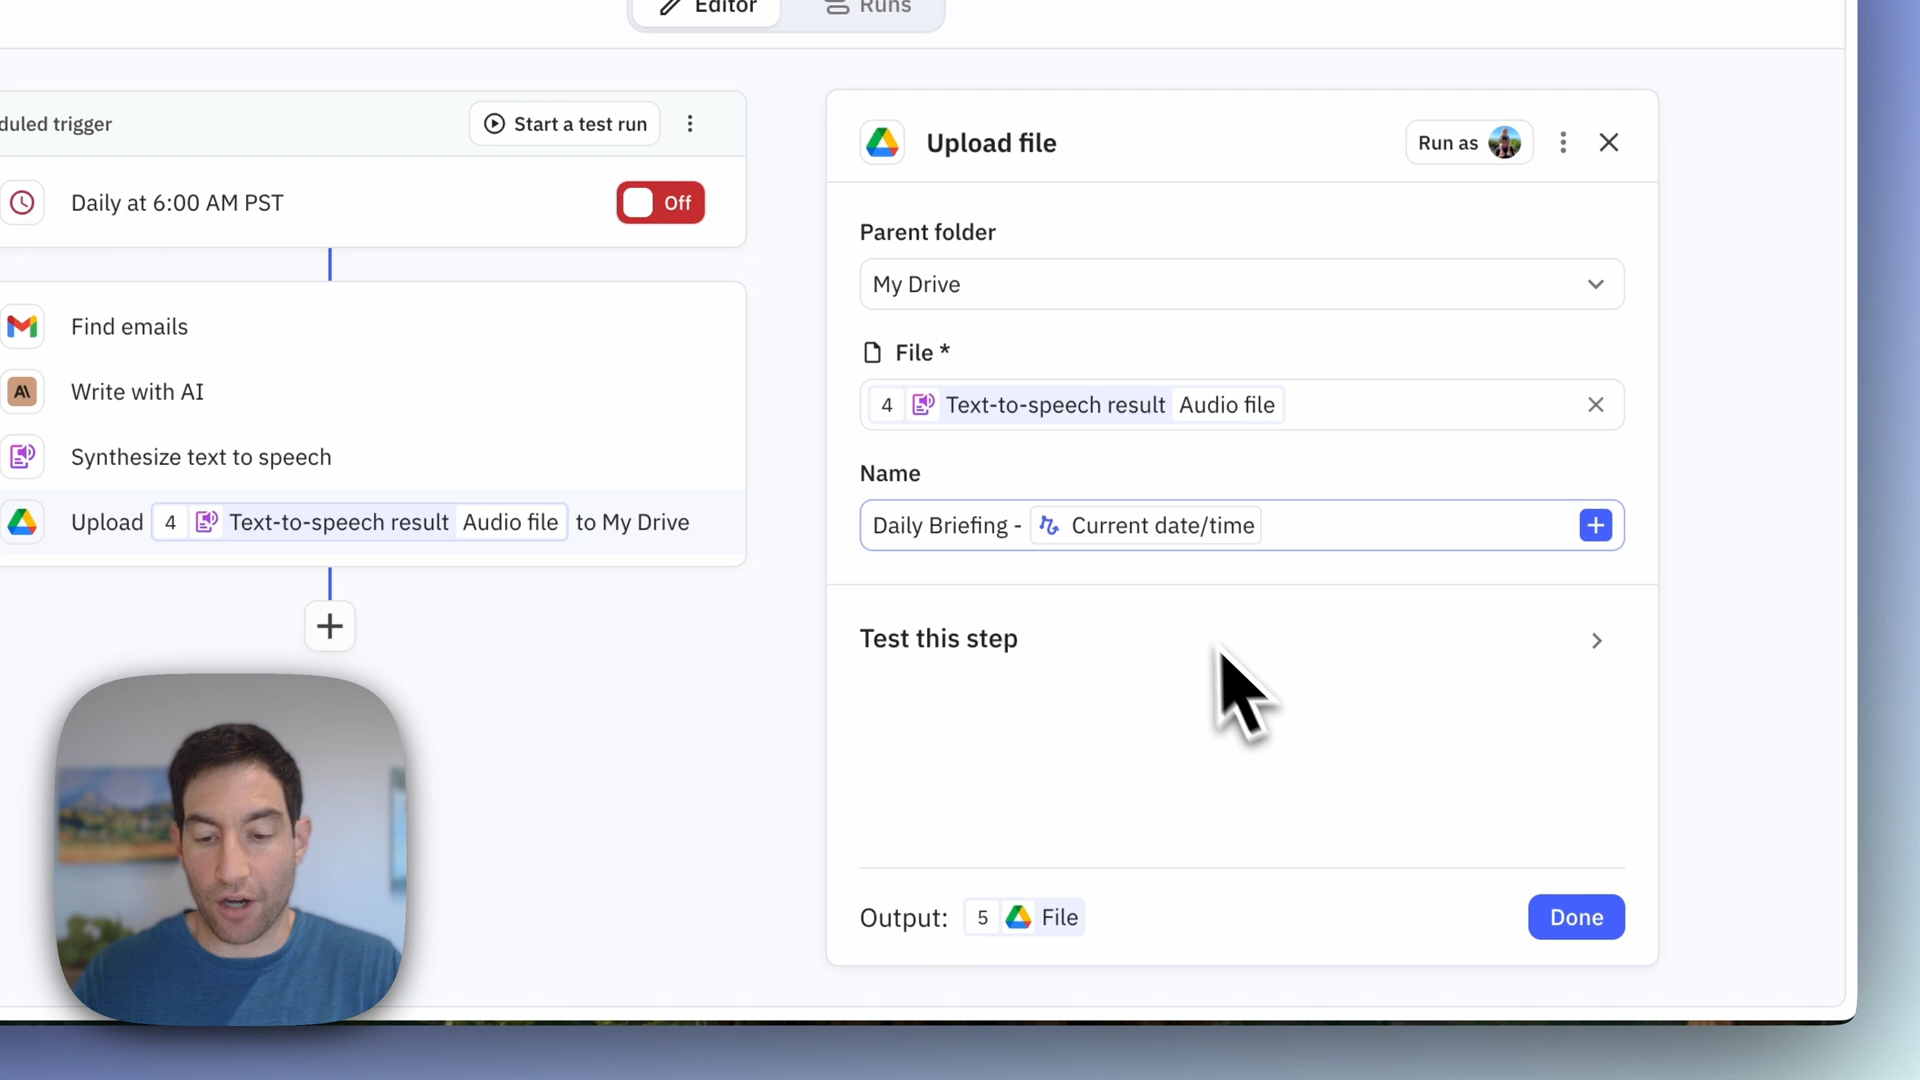 Editor
Runs
duled trigger
Start a test run
Daily at 6:00 AM PST
Off
Find emails
Write with AI
Synthesize text to speech
Upload 4 Text-to-speech result Audio file to My Drive
Upload file
Run as
Parent folder
My Drive
File *
4 Text-to-speech result Audio file
Name
Daily Briefing - Current date/time
Test this step
Output: 5 File
Done